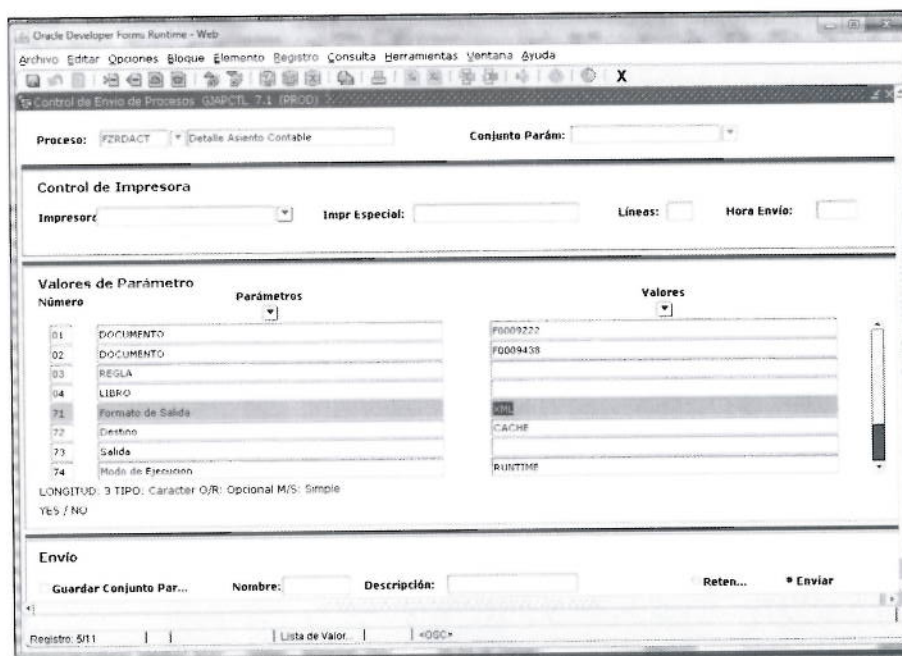 Oracle Developer Forms Runtime - Web
Archivo Editar Opciones Bloque Elemento Registro Consulta Herramientas Ventana Ayuda
X
Control de Envío de Procesos GJAPCTL 7.1 (PROD)
Proceso: FZRDACT Detalle Asiento Contable Conjunto Parám:
Control de Impresora
Impresora Impr Especial: Líneas: Hora Envío:
Valores de Parámetro
Número Parámetros Valores
01 DOCUMENTO F0009222
02 DOCUMENTO F0009438
03 REGLA
04 LIBRO
71 Formato de Salida XML
72 Destino CACHE
73 Salida
74 Modo de Ejecución RUNTIME
LONGITUD: 3 TIPO: Caracter O/R: Opcional M/S: Simple
YES / NO
Envío
Guardar Conjunto Par... Nombre: Descripción: Reten... Enviar
Registro: 5/11 Lista de Valor... <OSC>